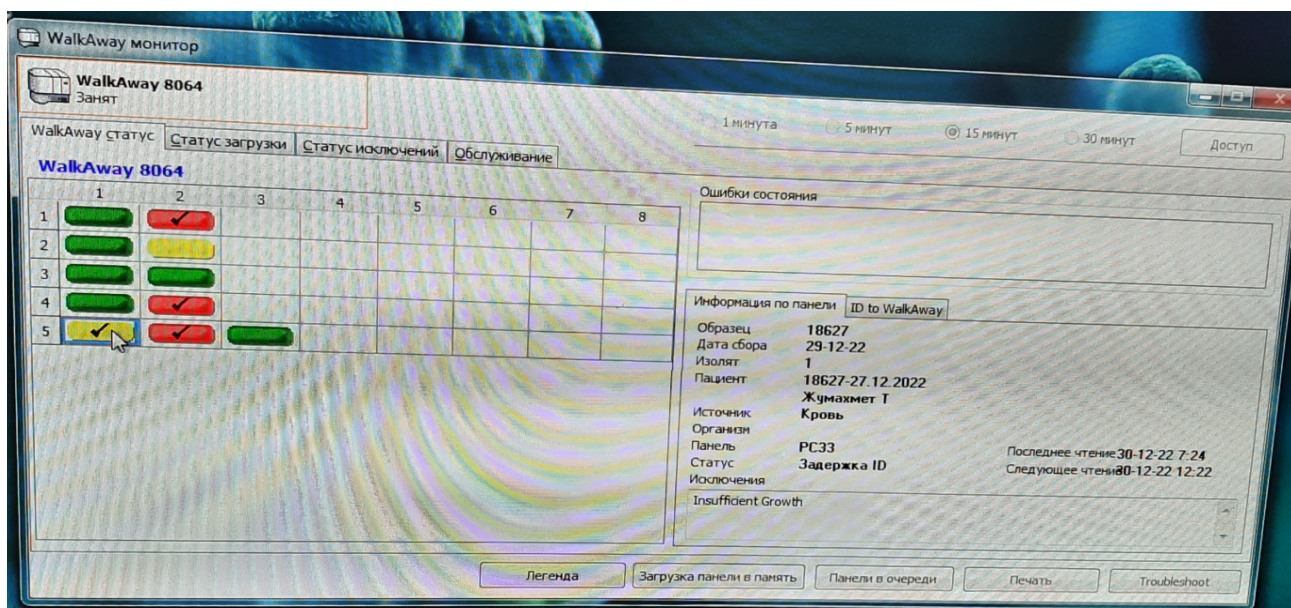 WalkAway монитор
WalkAway 8064
Занят
1 минута 5 минут 15 минут 30 минут Доступ
WalkAway статус Статус загрузки Статус исключений Обслуживание
WalkAway 8064
1 2 3 4 5 6 7 8
1
2
3
4
5
Ошибки состояния
Информация по панели ID to WalkAway
Образец 18627
Дата сбора 29-12-22
Изолят 1
Пациент 18627-27.12.2022
Жумахмет Т
Источник Кровь
Организм
Панель PC33 Последнее чтение 30-12-22 7:24
Статус Задержка ID Следующее чтени 30-12-22 12:22
Исключения
Insufficient Growth
Легенда Загрузка панели в память Панели в очереди Печать Troubleshoot